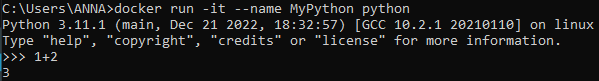 C:\Users\ANNA>docker run -it --name MyPython python
Python 3.11.1 (main, Dec 21 2022, 18:32:57) [GCC 10.2.1 20210110] on linux
Type "help", "copyright", "credits" or "license" for more information.
>>> 1+2
3